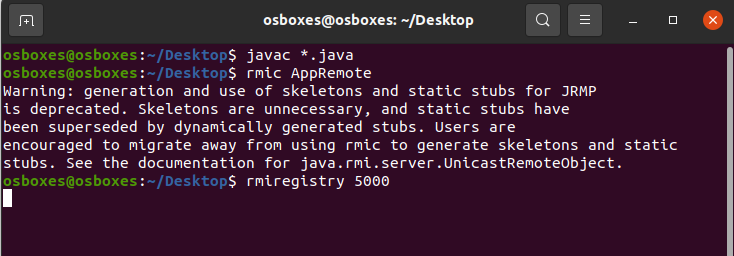 osboxes@osboxes: ~/Desktop
osboxes@osboxes:~/Desktop$ javac *.java
osboxes@osboxes:~/Desktop$ rmic AppRemote
Warning: generation and use of skeletons and static stubs for JRMP
is deprecated. Skeletons are unnecessary, and static stubs have
been superseded by dynamically generated stubs. Users are
encouraged to migrate away from using rmic to generate skeletons and static
stubs. See the documentation for java.rmi.server.UnicastRemoteObject.
osboxes@osboxes:~/Desktop$ rmiregistry 5000